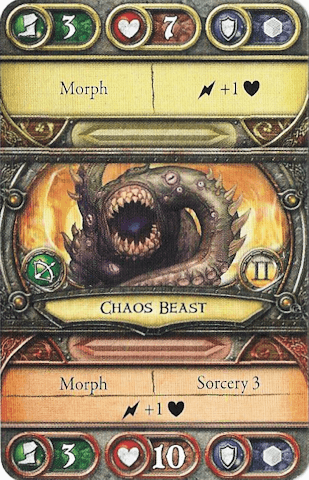 3 7
Morph +1
II
CHAOS BEAST
Morph Sorcery 3
+1
3 10